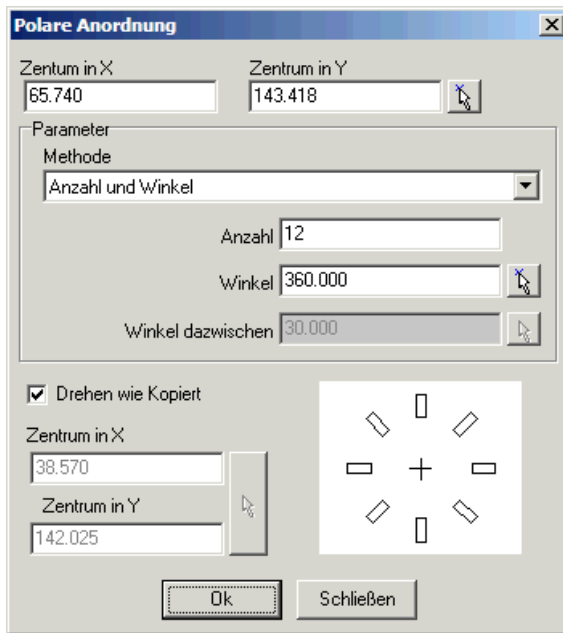 Polare Anordnung
Zentum in X Zentrum in Y
65.740 143.418
Parameter
Methode
Anzahl und Winkel
Anzahl 12
Winkel 360.000
Winkel dazwischen 30.000
Drehen wie Kopiert
Zentrum in X
38.570
Zentrum in Y
142.025
Ok Schließen